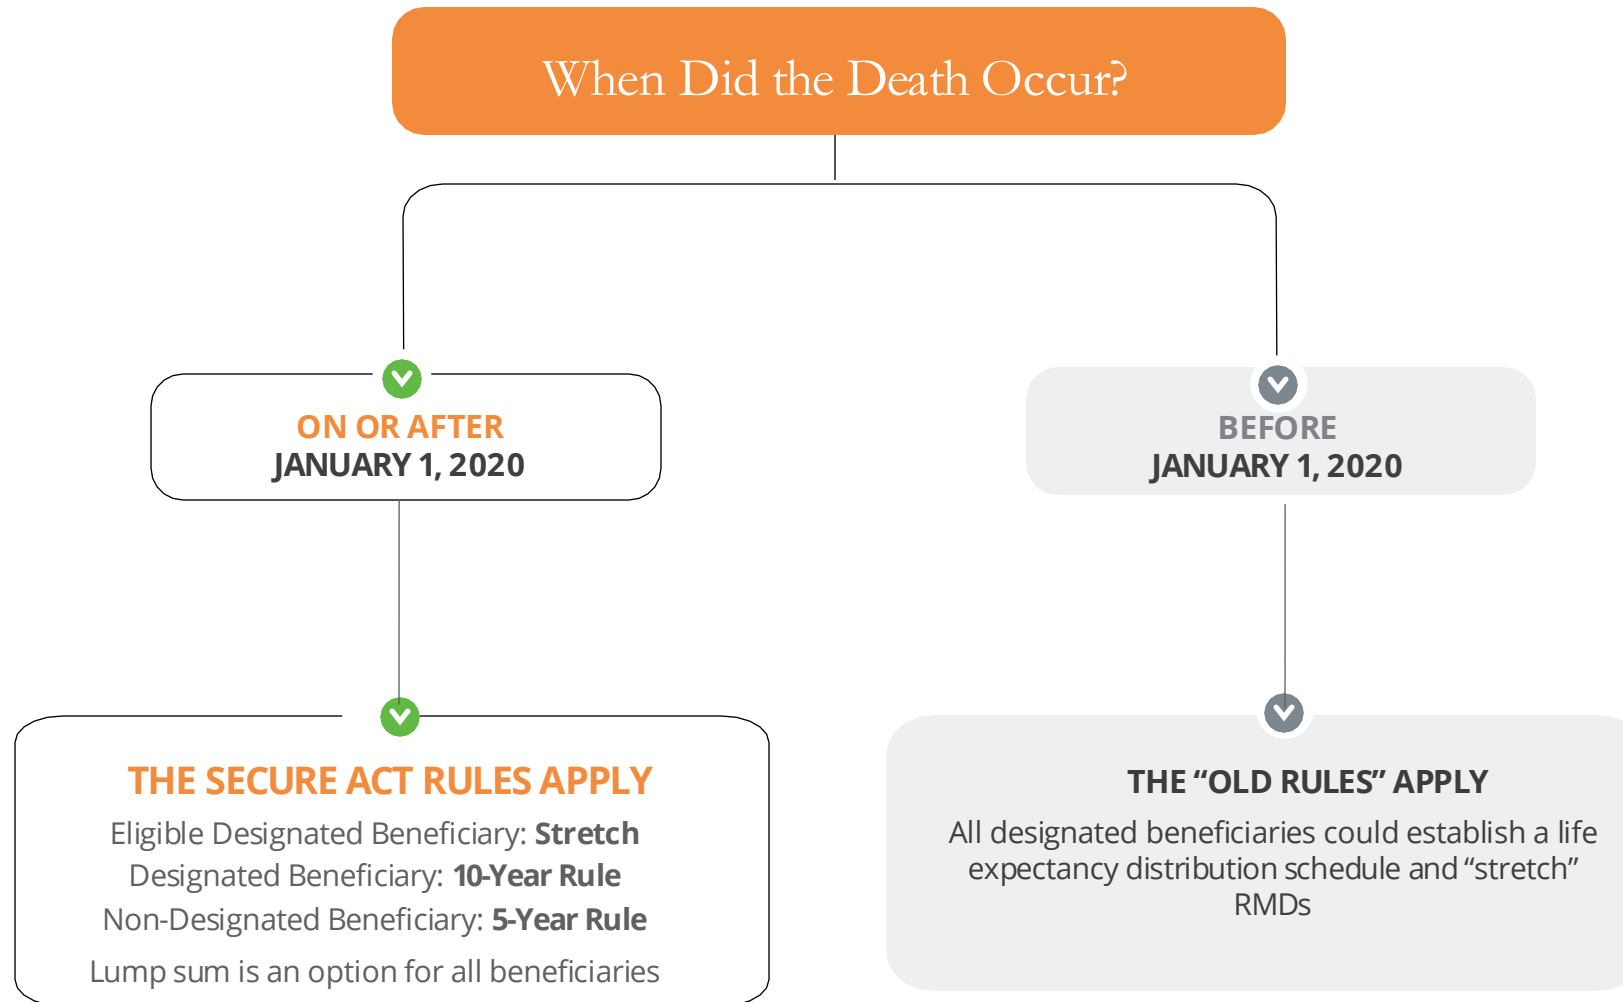 When Did the Death Occur?
ON OR AFTER
JANUARY 1, 2020
BEFORE
JANUARY 1, 2020
THE SECURE ACT RULES APPLY
Eligible Designated Beneficiary: Stretch
Designated Beneficiary: 10-Year Rule
Non-Designated Beneficiary: 5-Year Rule
Lump sum is an option for all beneficiaries
THE “OLD RULES” APPLY
All designated beneficiaries could establish a life
expectancy distribution schedule and “stretch”
RMDs